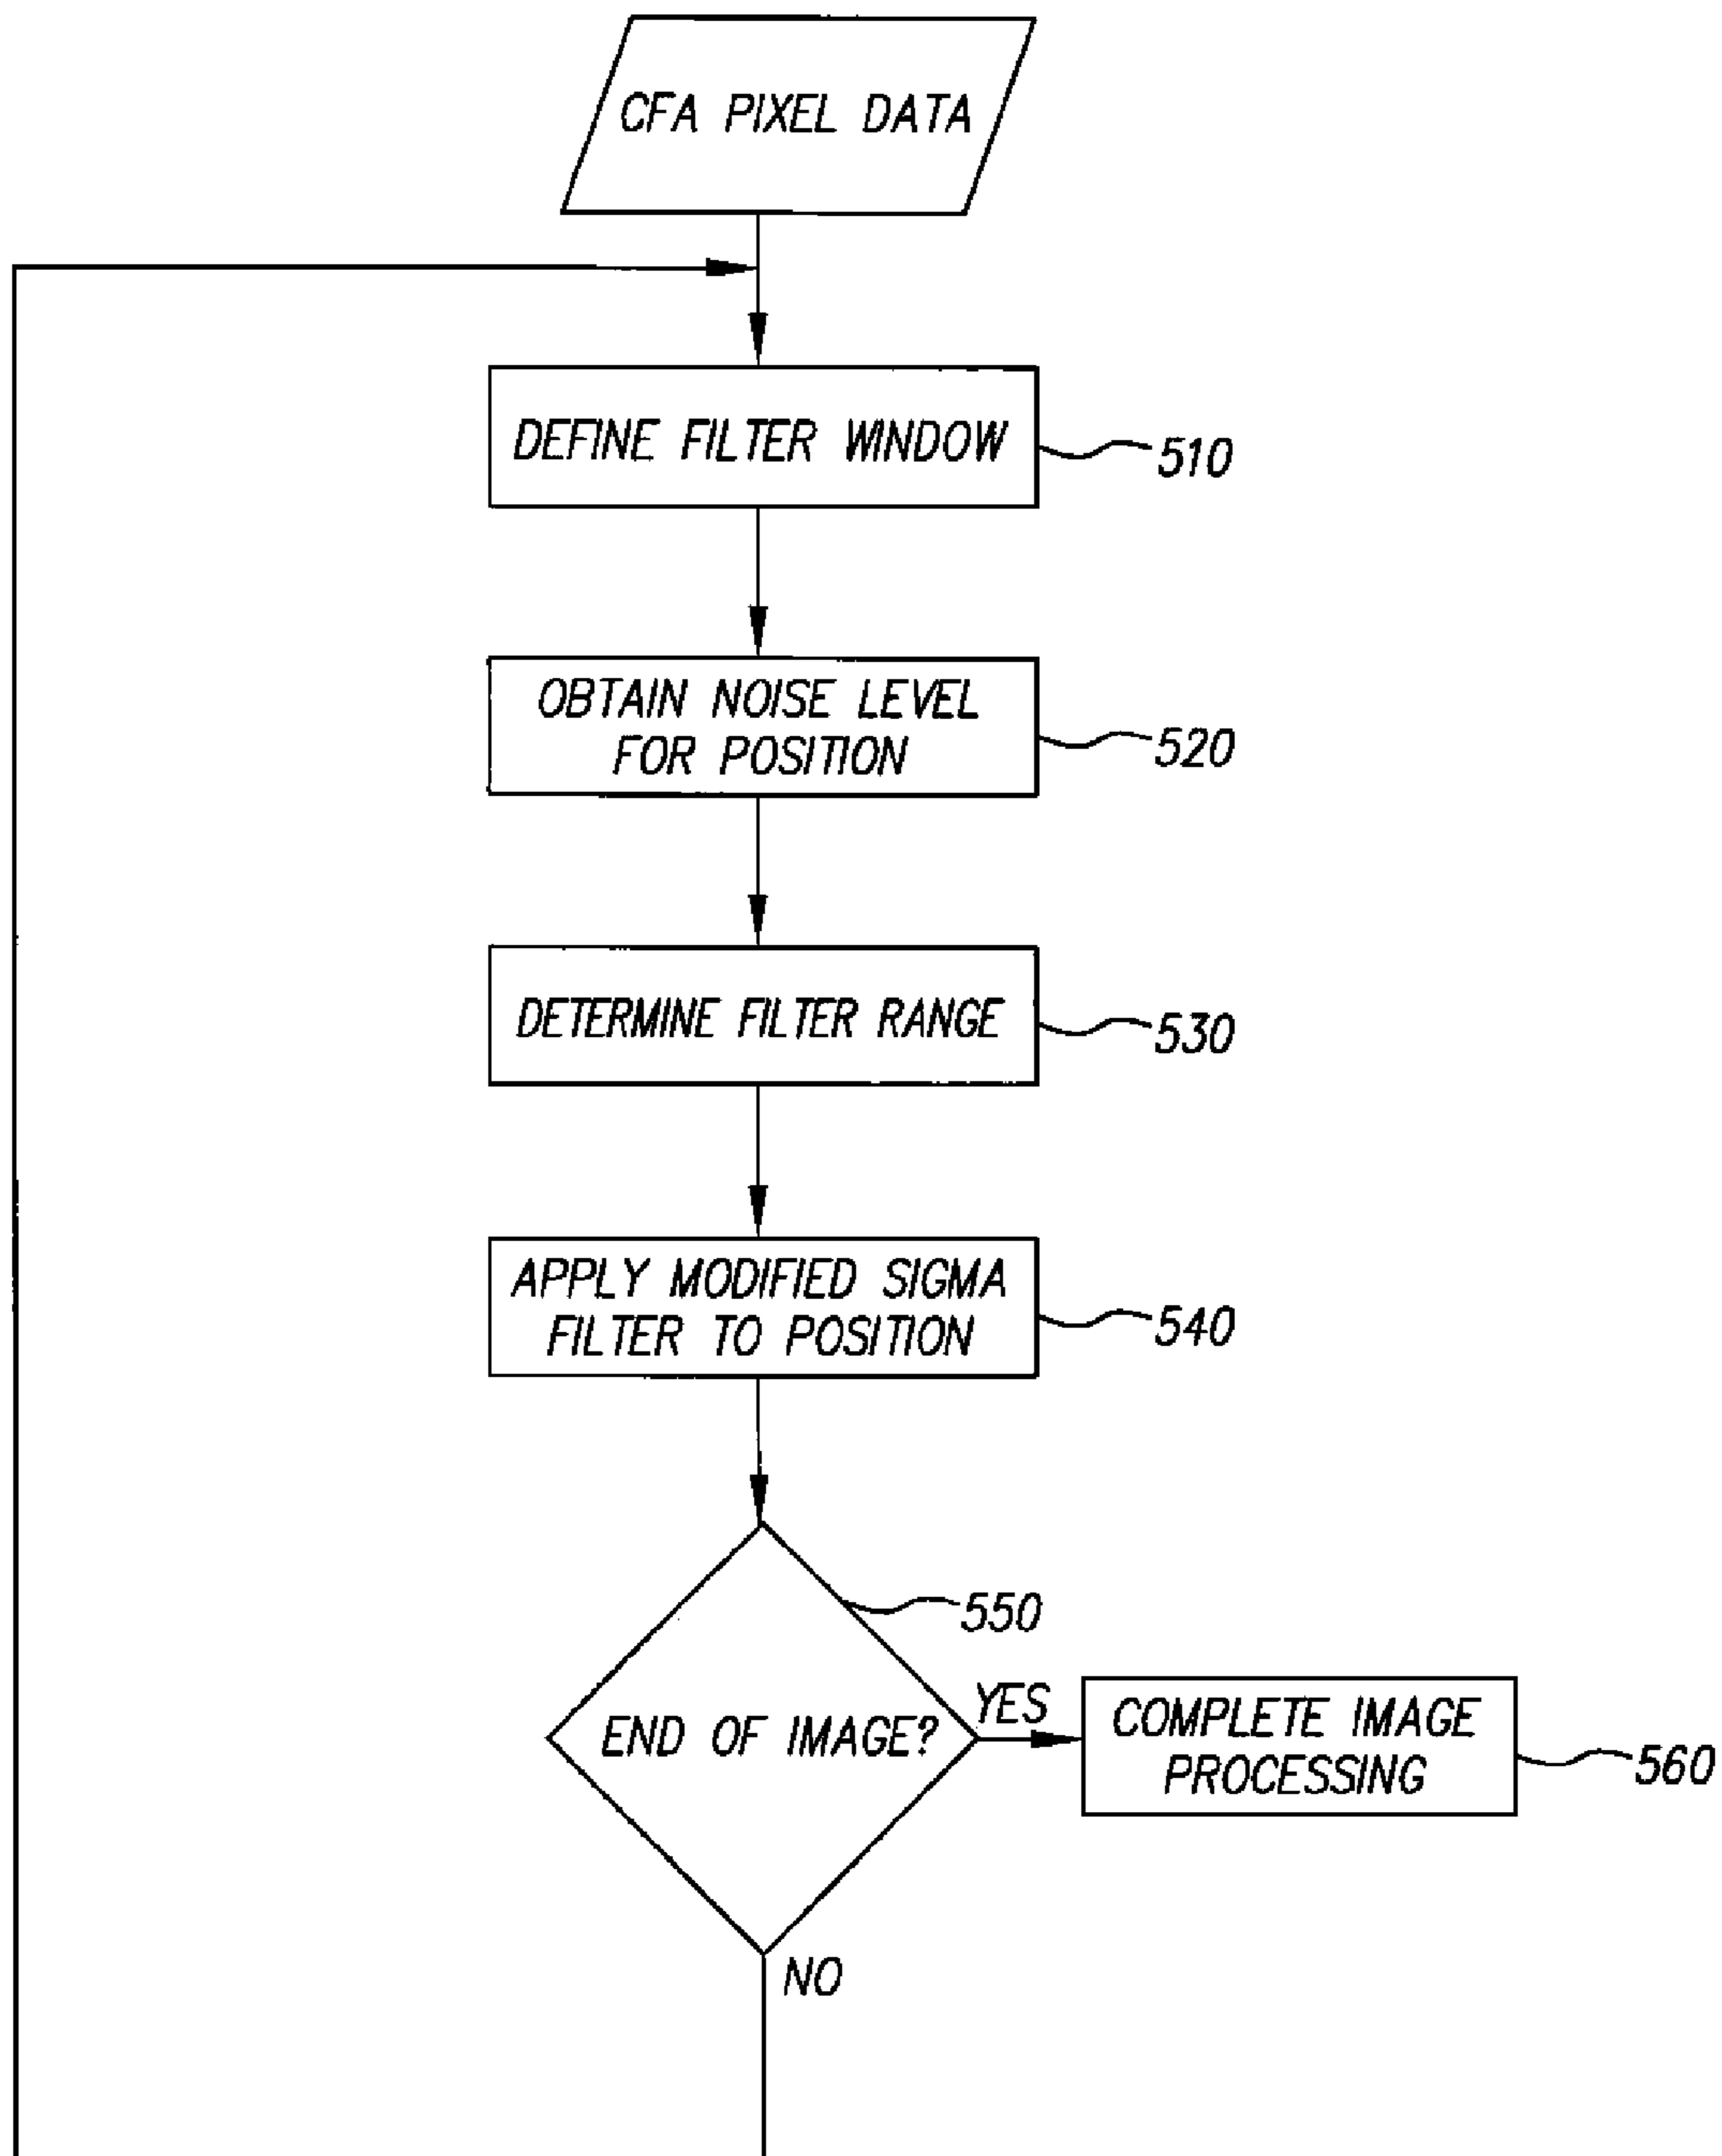 CFA PIXEL DATA
DEFINE FILTER WINDOW
510
OBTAIN NOISE LEVEL
FOR POSITION
520
DETERMINE FILTER RANGE
530
APPLY MODIFIED SIGMA
FILTER TO POSITION
540
550
END OF IMAGE?
YES
COMPLETE IMAGE
PROCESSING
560
NO